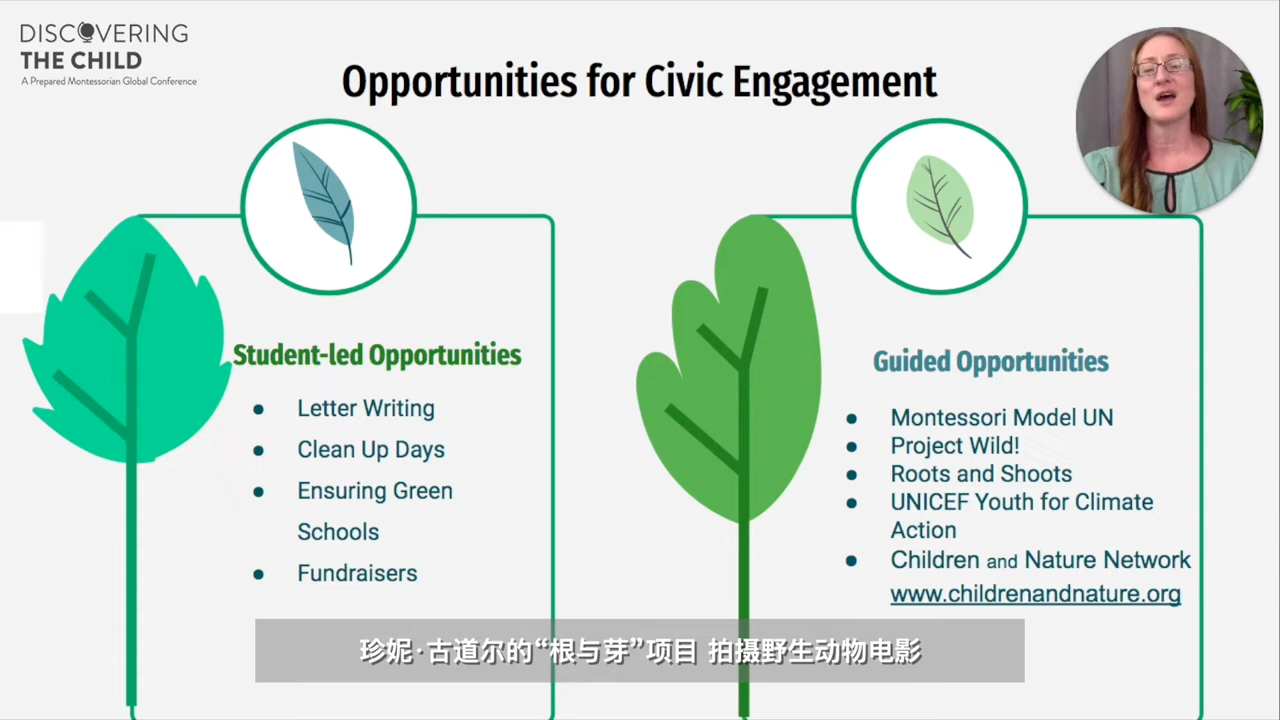 DISCOVERING
THE CHILD
A Prepared Montessorian Global Conference
Opportunities for Civic Engagement
Student-led Opportunities
● Letter Writing
● Clean Up Days
● Ensuring Green
Schools
● Fundraisers
Guided Opportunities
● Montessori Model UN
● Project Wild!
● Roots and Shoots
● UNICEF Youth for Climate
Action
● Children and Nature Network
www.childrenandnature.org
珍妮·古道尔的“根与芽”项目 拍摄野生动物电影